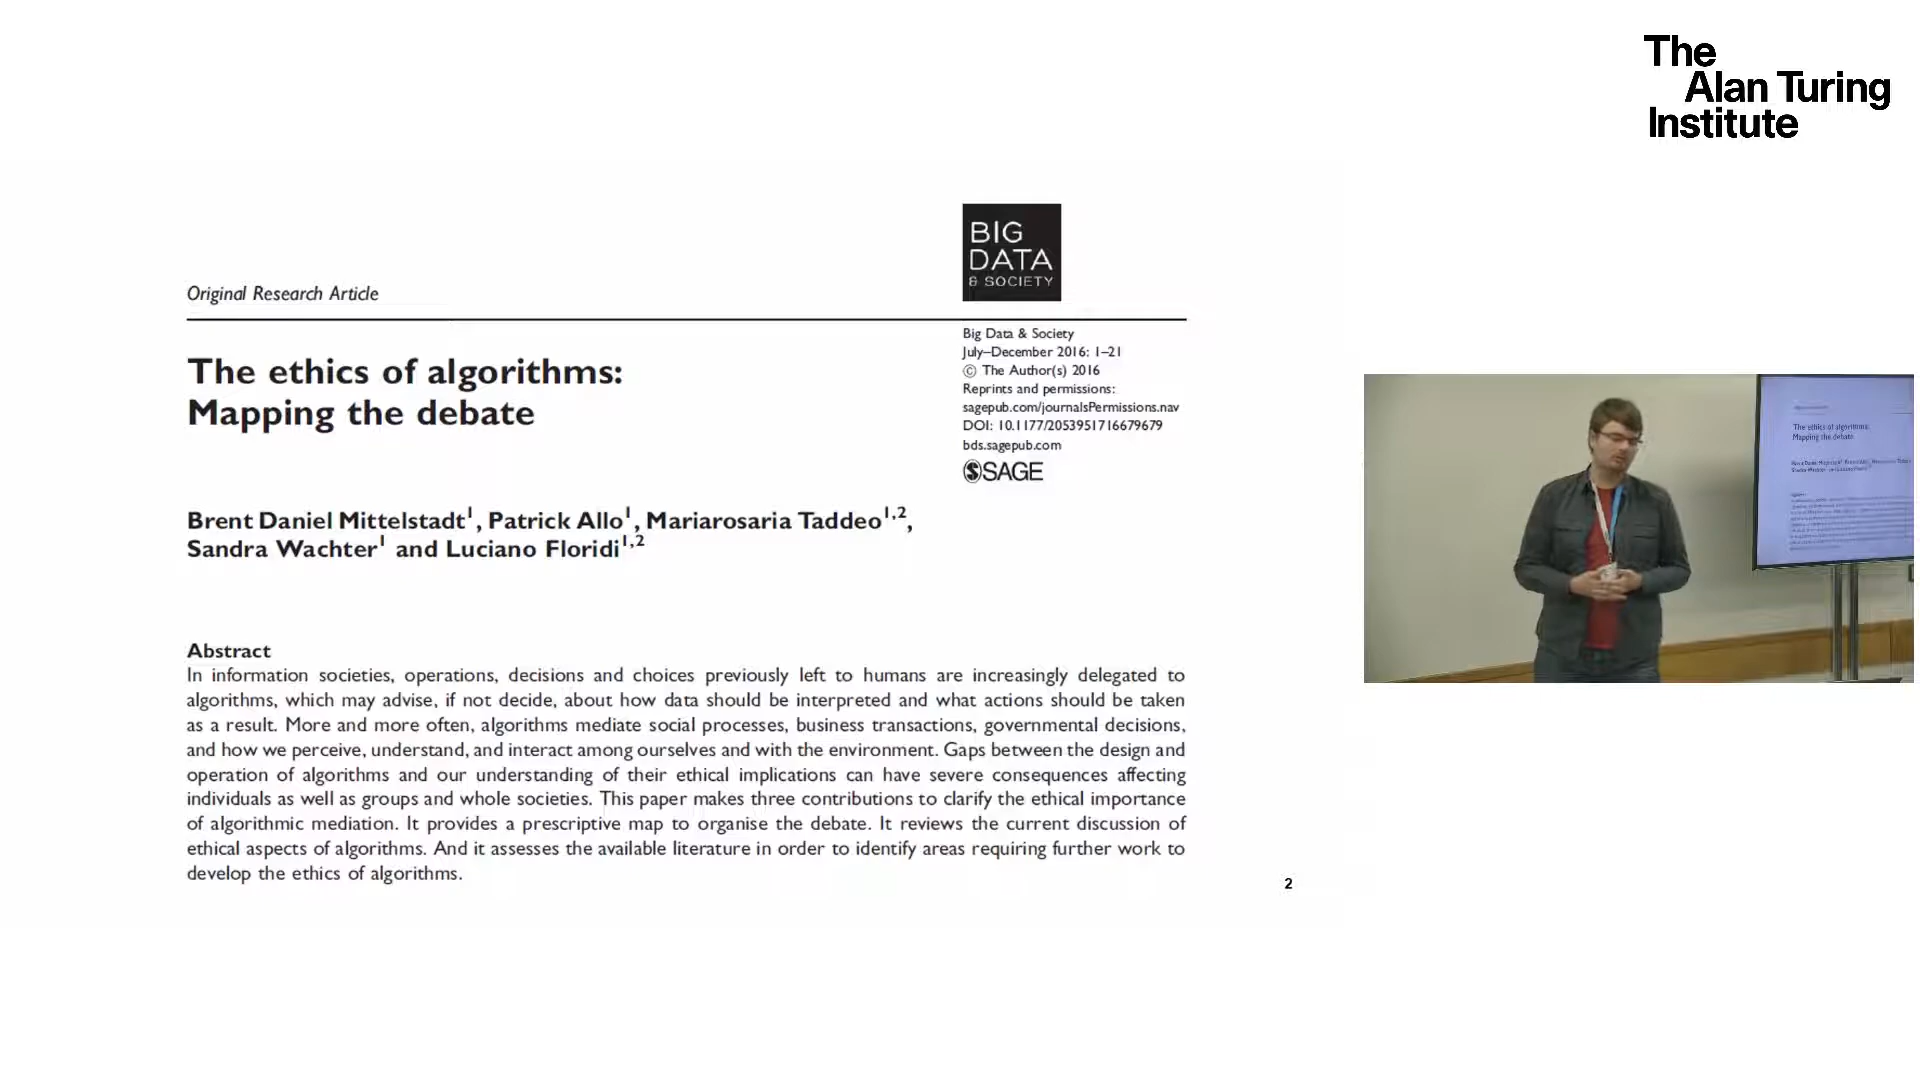 The
Alan Turing
Institute
BIG
DATA
& SOCIETY
Original Research Article
Big Data & Society
July–December 2016: 1–21
© The Author(s) 2016
Reprints and permissions:
sagepub.com/journalsPermissions.nav
DOI: 10.1177/2053951716679679
bds.sagepub.com
SAGE
The ethics of algorithms:
Mapping the debate
Brent Daniel Mittelstadt1, Patrick Allo1, Mariarosaria Taddeo1,2,
Sandra Wachter1 and Luciano Floridi1,2
Abstract
In information societies, operations, decisions and choices previously left to humans are increasingly delegated to
algorithms, which may advise, if not decide, about how data should be interpreted and what actions should be taken
as a result. More and more often, algorithms mediate social processes, business transactions, governmental decisions,
and how we perceive, understand, and interact among ourselves and with the environment. Gaps between the design and
operation of algorithms and our understanding of their ethical implications can have severe consequences affecting
individuals as well as groups and whole societies. This paper makes three contributions to clarify the ethical importance
of algorithmic mediation. It provides a prescriptive map to organise the debate. It reviews the current discussion of
ethical aspects of algorithms. And it assesses the available literature in order to identify areas requiring further work to
develop the ethics of algorithms.
2
The ethics of algorithms:
Mapping the debate